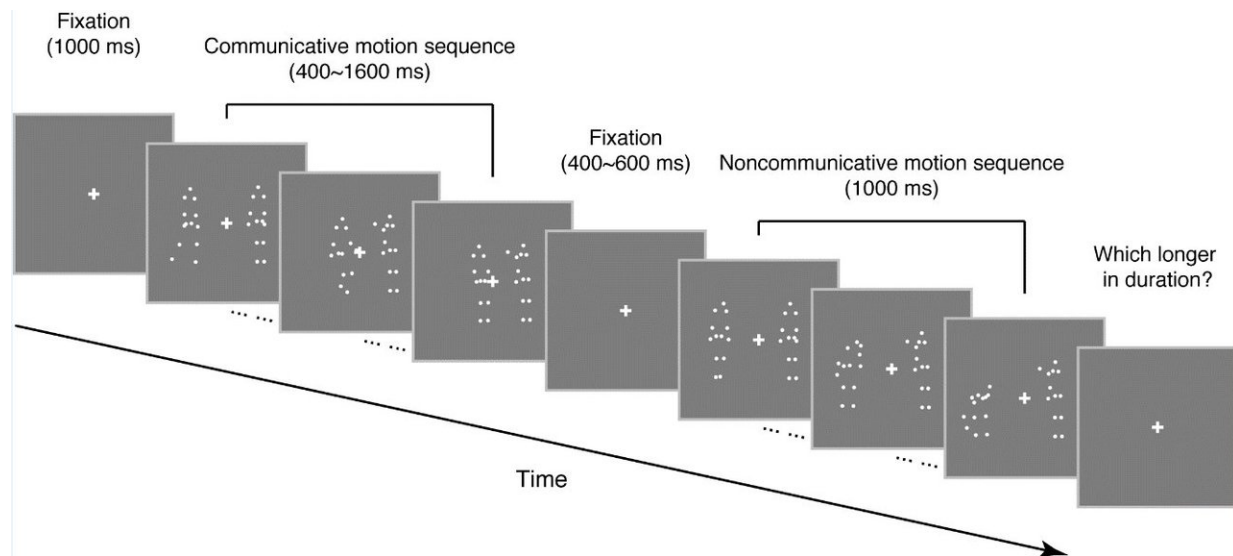 Fixation
(1000 ms)
Communicative motion sequence
(400~1600 ms)
Fixation
(400~600 ms)
Noncommunicative motion sequence
(1000 ms)
Which longer
in duration?
Time